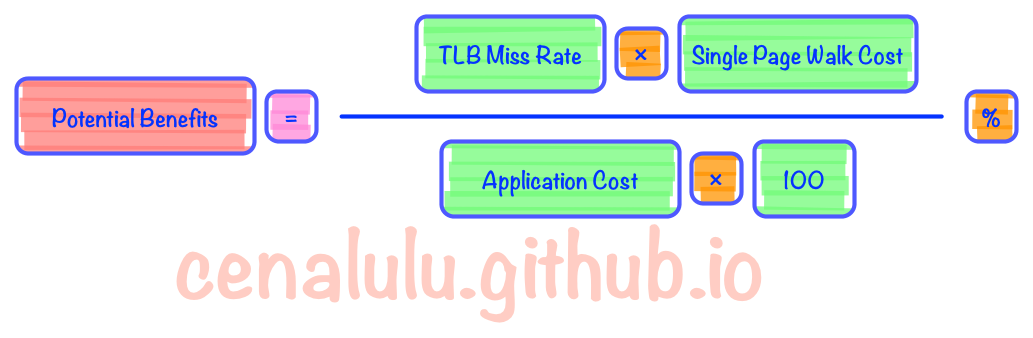 TLB Miss Rate × Single Page Walk Cost
Potential Benefits = %
Application Cost × 100
cenalulu.github.io